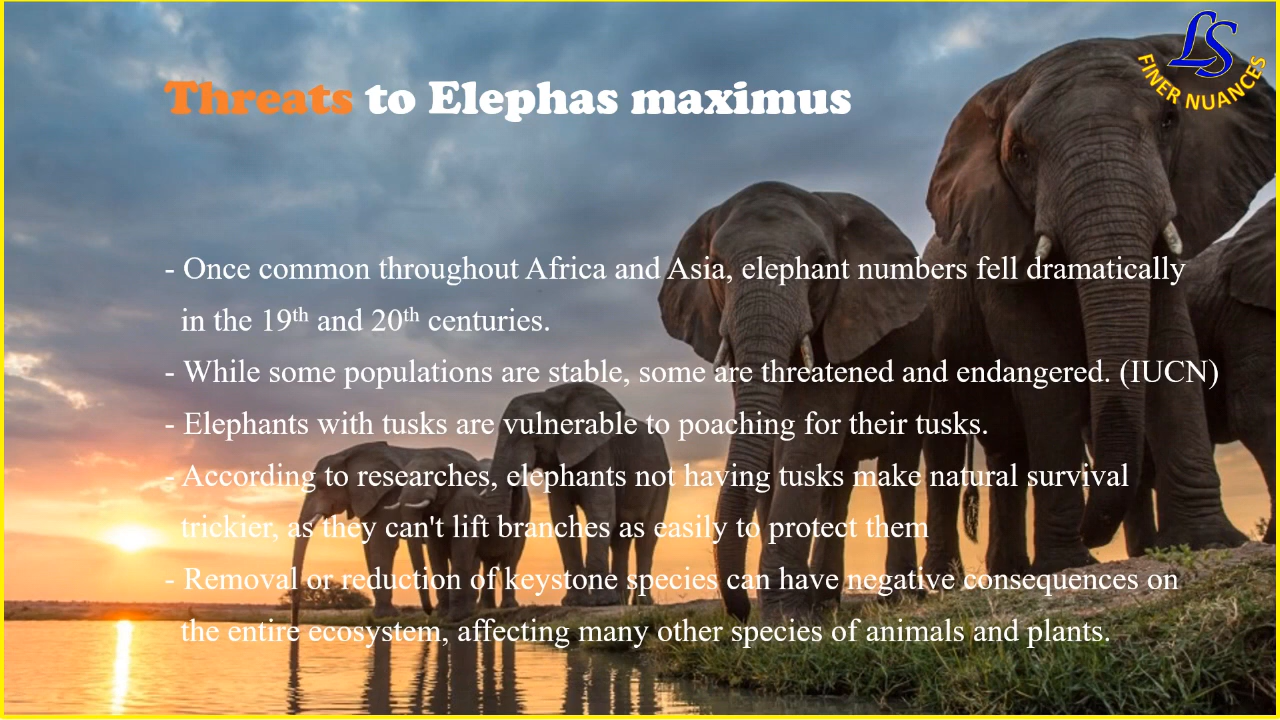 LS
FINER NUANCES
Threats to Elephas maximus
- Once common throughout Africa and Asia, elephant numbers fell dramatically
in the 19th and 20th centuries.
- While some populations are stable, some are threatened and endangered. (IUCN)
- Elephants with tusks are vulnerable to poaching for their tusks.
- According to researches, elephants not having tusks make natural survival
trickier, as they can't lift branches as easily to protect them
- Removal or reduction of keystone species can have negative consequences on
the entire ecosystem, affecting many other species of animals and plants.